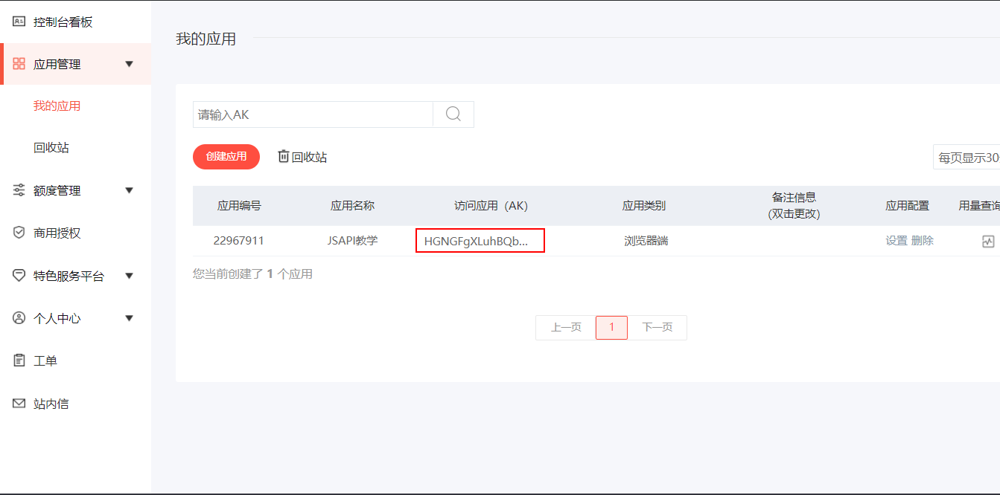 控制台看板
应用管理
我的应用
回收站
额度管理
商用授权
特色服务平台
个人中心
工单
站内信
我的应用
请输入AK
创建应用 回收站
每页显示30
应用编号 应用名称 访问应用（AK） 应用类别 备注信息 (双击更改) 应用配置 用量查询
22967911 JSAPI教学 HGNGFgXLuhBQb... 浏览器端 设置 删除
您当前创建了 1 个应用
上一页 1 下一页